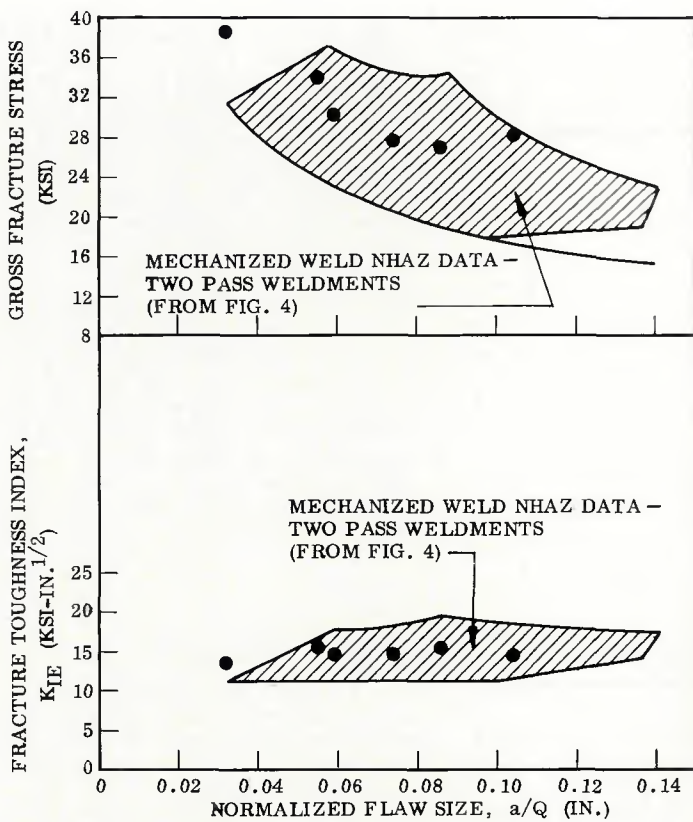 GROSS FRACTURE STRESS
(KSI)
40
36
32
28
24
20
16
12
8
MECHANIZED WELD NHAZ DATA –
TWO PASS WELDMENTS
(FROM FIG. 4)
FRACTURE TOUGHNESS INDEX,
K_IE (KSI-IN.^1/2)
25
20
15
10
5
0
MECHANIZED WELD NHAZ DATA –
TWO PASS WELDMENTS
(FROM FIG. 4)
0 0.02 0.04 0.06 0.08 0.10 0.12 0.14
NORMALIZED FLAW SIZE, a/Q (IN.)